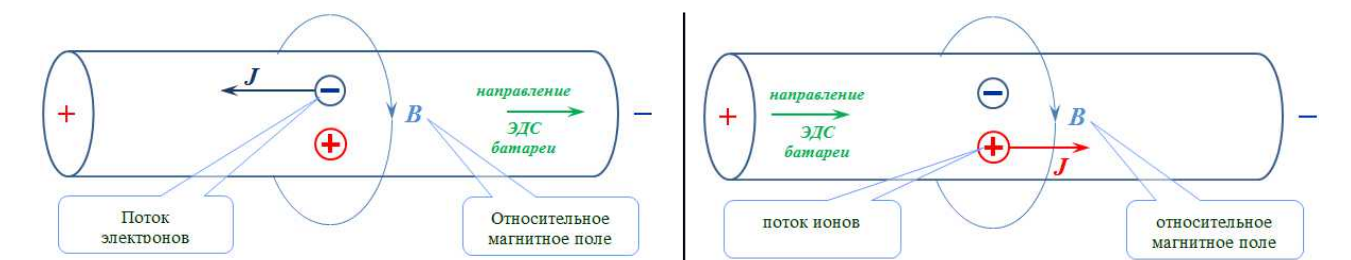 +
J
−
+
B
направление
ЭДС
батареи
−
Поток
электронов
Относительное
магнитное поле
+
направление
ЭДС
батареи
−
+
J
B
−
поток ионов
относительное
магнитное поле